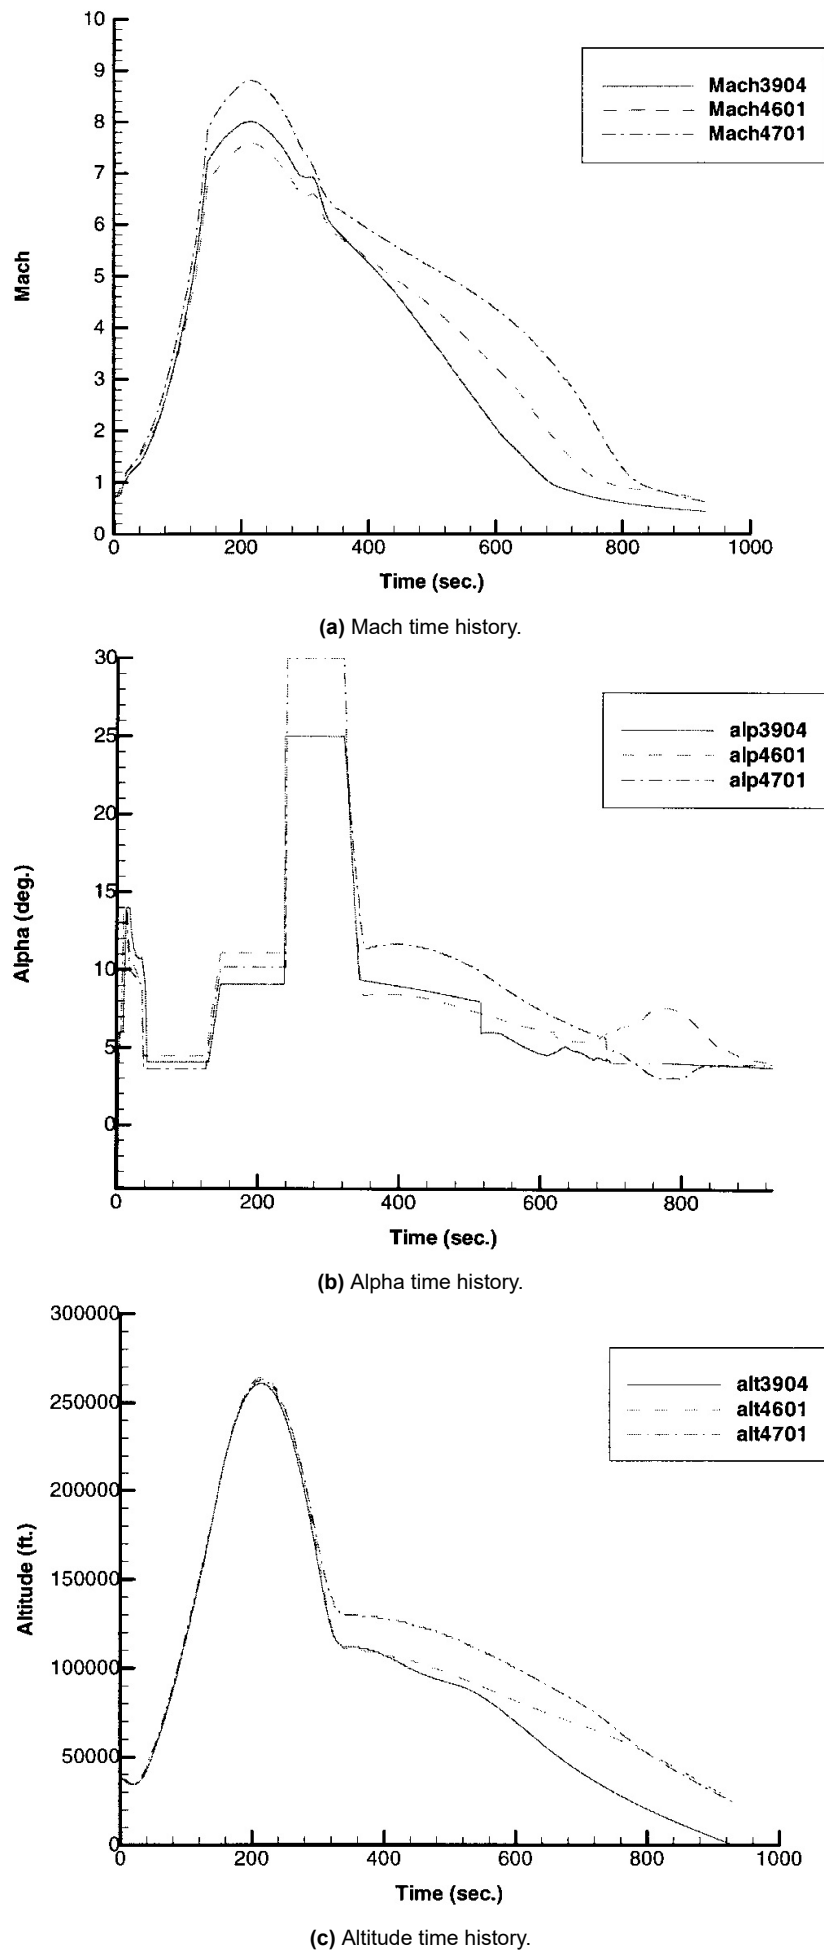 10
9
8
7
6
5
4
3
2
1
0
Mach
Mach3904
Mach4601
Mach4701
0 200 400 600 800 1000
Time (sec.)
(a) Mach time history.
30
25
20
15
10
5
0
Alpha (deg.)
alp3904
alp4601
alp4701
0 200 400 600 800
Time (sec.)
(b) Alpha time history.
300000
250000
200000
150000
100000
50000
0
Altitude (ft.)
alt3904
alt4601
alt4701
0 200 400 600 800 1000
Time (sec.)
(c) Altitude time history.